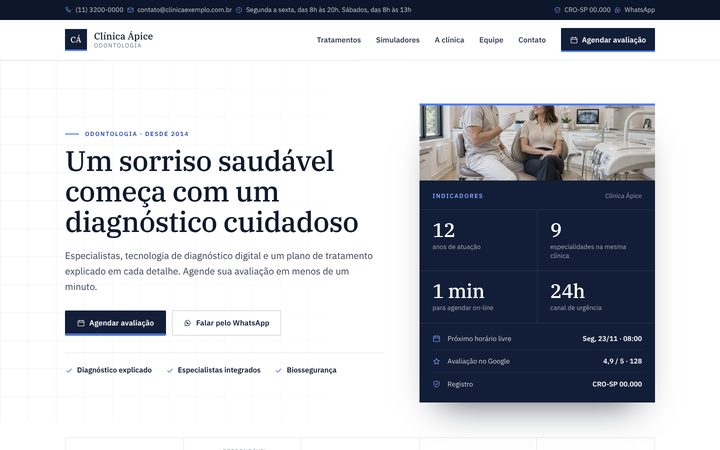 (11) 3200-0000 contato@clinicaexemplo.com.br Segunda a sexta, das 8h às 20h. Sábados, das 8h às 13h CRO-SP 00.000 WhatsApp
CÁ Clínica Ápice
ODONTOLOGIA
Tratamentos Simuladores A clínica Equipe Contato Agendar avaliação
ODONTOLOGIA · DESDE 2014
Um sorriso saudável
começa com um
diagnóstico cuidadoso
Especialistas, tecnologia de diagnóstico digital e um plano de tratamento
explicado em cada detalhe. Agende sua avaliação em menos de um
minuto.
Agendar avaliação Falar pelo WhatsApp
Diagnóstico explicado Especialistas integrados Biossegurança
INDICADORES Clínica Ápice
12
anos de atuação
9
especialidades na mesma
clínica
1 min
para agendar on-line
24h
canal de urgência
Próximo horário livre Seg, 23/11 · 08:00
Avaliação no Google 4,9 / 5 · 128
Registro CRO-SP 00.000